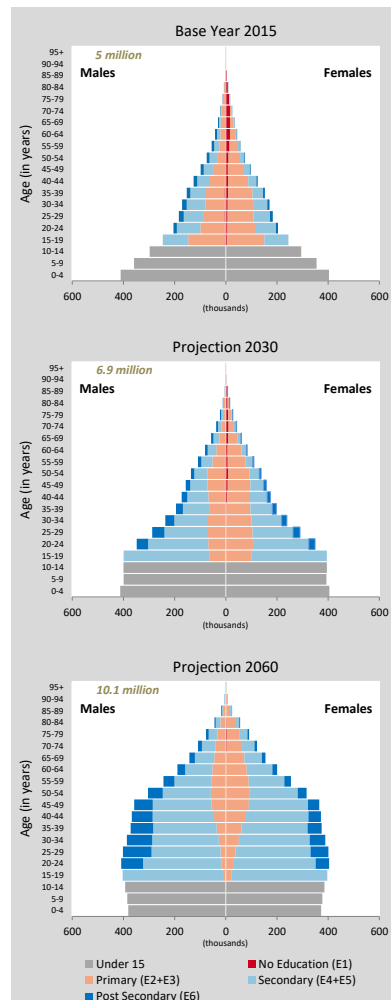 Base Year 2015
5 million
Males
Females
Age (in years)
95+
90-94
85-89
80-84
75-79
70-74
65-69
60-64
55-59
50-54
45-49
40-44
35-39
30-34
25-29
20-24
15-19
10-14
5-9
0-4
600 400 200 0 200 400 600
(thousands)
Projection 2030
6.9 million
Males
Females
Age (in years)
95+
90-94
85-89
80-84
75-79
70-74
65-69
60-64
55-59
50-54
45-49
40-44
35-39
30-34
25-29
20-24
15-19
10-14
5-9
0-4
600 400 200 0 200 400 600
(thousands)
Projection 2060
10.1 million
Males
Females
Age (in years)
95+
90-94
85-89
80-84
75-79
70-74
65-69
60-64
55-59
50-54
45-49
40-44
35-39
30-34
25-29
20-24
15-19
10-14
5-9
0-4
600 400 200 0 200 400 600
(thousands)
Under 15
No Education (E1)
Primary (E2+E3)
Secondary (E4+E5)
Post Secondary (E6)